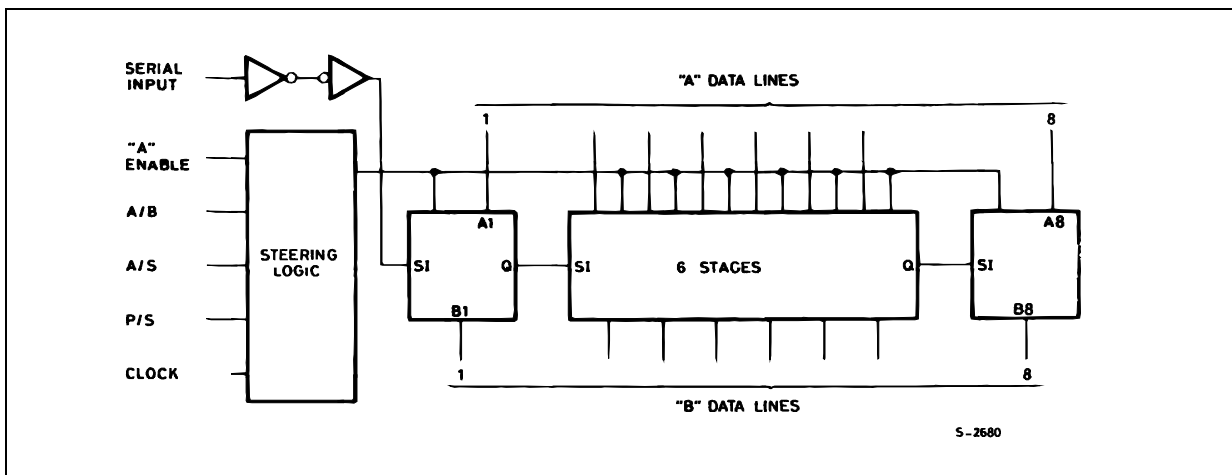 SERIAL
INPUT
"A" DATA LINES
1
8
"A"
ENABLE
A/B
A/S
P/S
CLOCK
STEERING
LOGIC
A1
SI
Q
B1
SI
6 STAGES
Q
A8
SI
B8
1
8
"B" DATA LINES
S-2680